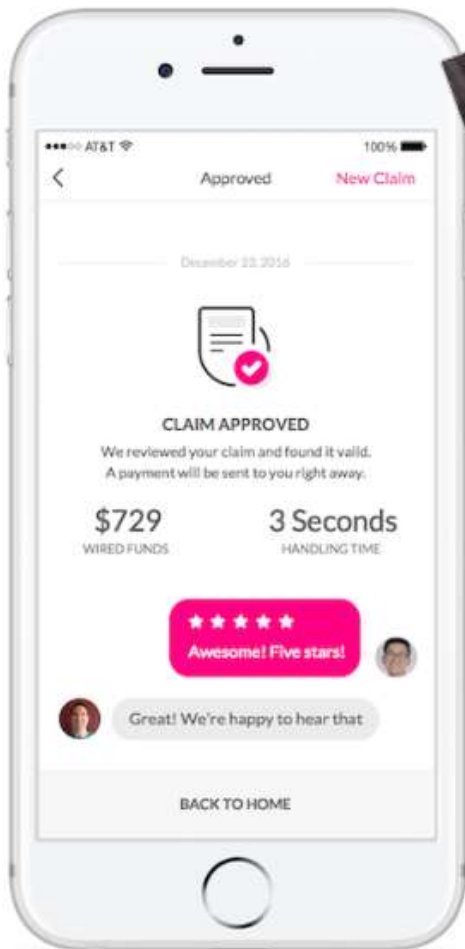 AT&T 100%
Approved New Claim
December 23, 2016
CLAIM APPROVED
We reviewed your claim and found it valid.
A payment will be sent to you right away.
$729 3 Seconds
WIRED FUNDS HANDLING TIME
Awesome! Five stars!
Great! We're happy to hear that
BACK TO HOME